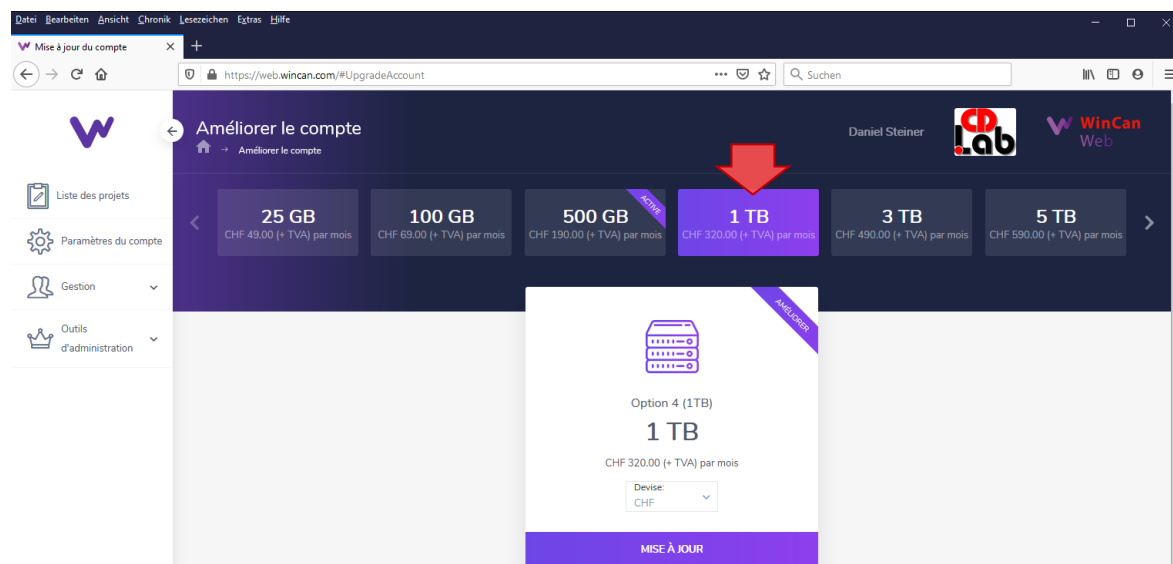 Datei Bearbeiten Ansicht Chronik Lesezeichen Extras Hilfe
Mise à jour du compte
https://web.wincan.com/#UpgradeAccount
Suchen
Améliorer le compte
Améliorer le compte
Daniel Steiner
CD
Lab
WinCan
Web
Liste des projets
Paramètres du compte
Gestion
Outils
d'administration
25 GB
CHF 49.00 (+ TVA) par mois
100 GB
CHF 69.00 (+ TVA) par mois
500 GB
CHF 190.00 (+ TVA) par mois
ACTIVE
1 TB
CHF 320.00 (+ TVA) par mois
3 TB
CHF 490.00 (+ TVA) par mois
5 TB
CHF 590.00 (+ TVA) par mois
AMÉLIORER
Option 4 (1TB)
1 TB
CHF 320.00 (+ TVA) par mois
Devise:
CHF
MISE À JOUR